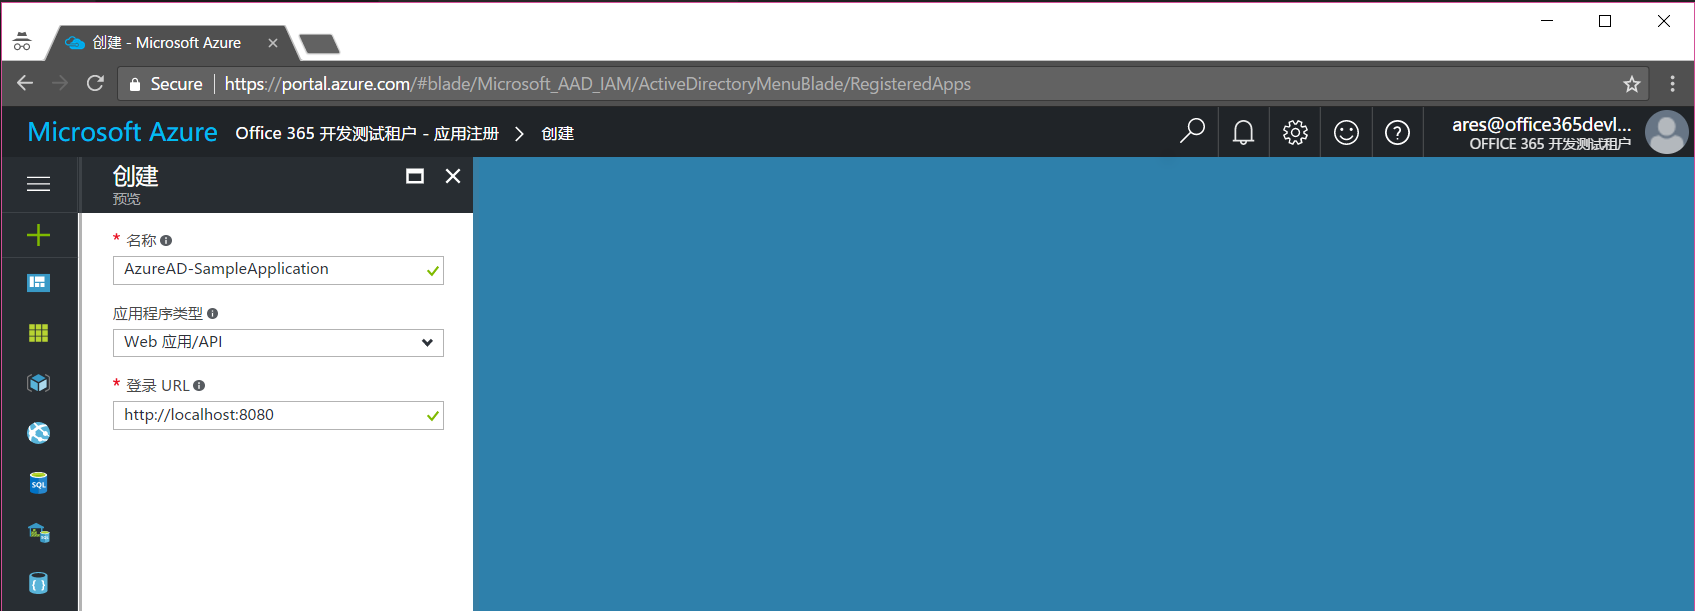 创建 - Microsoft Azure
Secure
https://portal.azure.com/#blade/Microsoft_AAD_IAM/ActiveDirectoryMenuBlade/RegisteredApps
Microsoft Azure
Office 365 开发测试租户 - 应用注册 > 创建
ares@office365devl...
OFFICE 365 开发测试租户
创建
预览
* 名称
AzureAD-SampleApplication
应用程序类型
Web 应用/API
* 登录 URL
http://localhost:8080
SQL